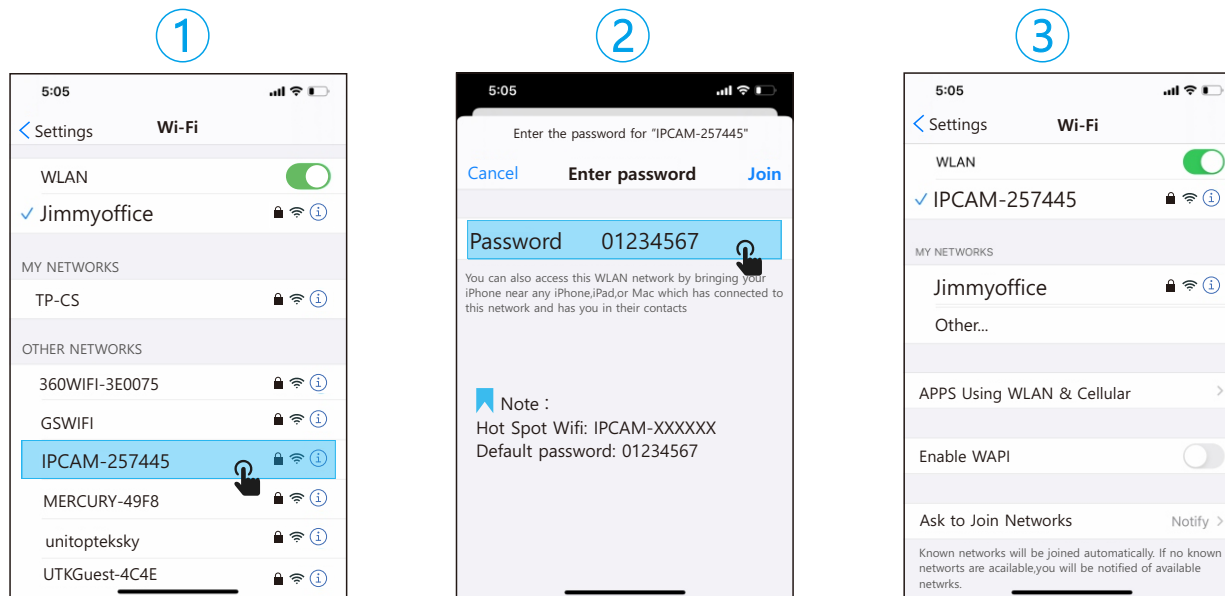 1
5:05
Settings
Wi-Fi
WLAN
Jimmyoffice
MY NETWORKS
TP-CS
OTHER NETWORKS
360WIFI-3E0075
GSWIFI
IPCAM-257445
MERCURY-49F8
unitopteksky
UTKGuest-4C4E
2
5:05
Enter the password for "IPCAM-257445"
Cancel
Enter password
Join
Password 01234567
You can also access this WLAN network by bringing your
iPhone near any iPhone,iPad,or Mac which has connected to
this network and has you in their contacts
Note：
Hot Spot Wifi: IPCAM-XXXXXX
Default password: 01234567
3
5:05
Settings
Wi-Fi
WLAN
IPCAM-257445
MY NETWORKS
Jimmyoffice
Other...
APPS Using WLAN & Cellular
Enable WAPI
Ask to Join Networks
Notify
Known networks will be joined automatically. If no known
networts are acailable,you will be notified of available
netwrks.